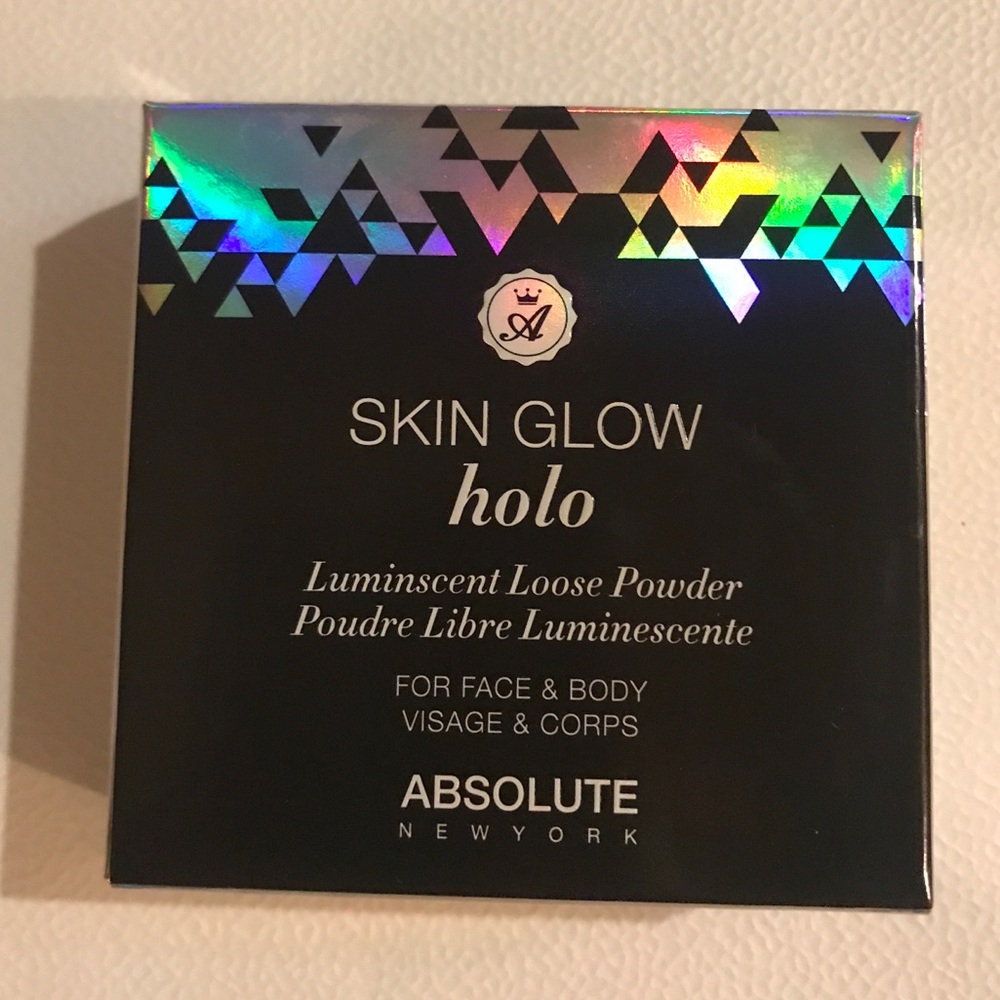 A
SKIN GLOW
holo
Luminscent Loose Powder
Poudre Libre Luminescente
FOR FACE & BODY
VISAGE & CORPS
ABSOLUTE
NEW YORK